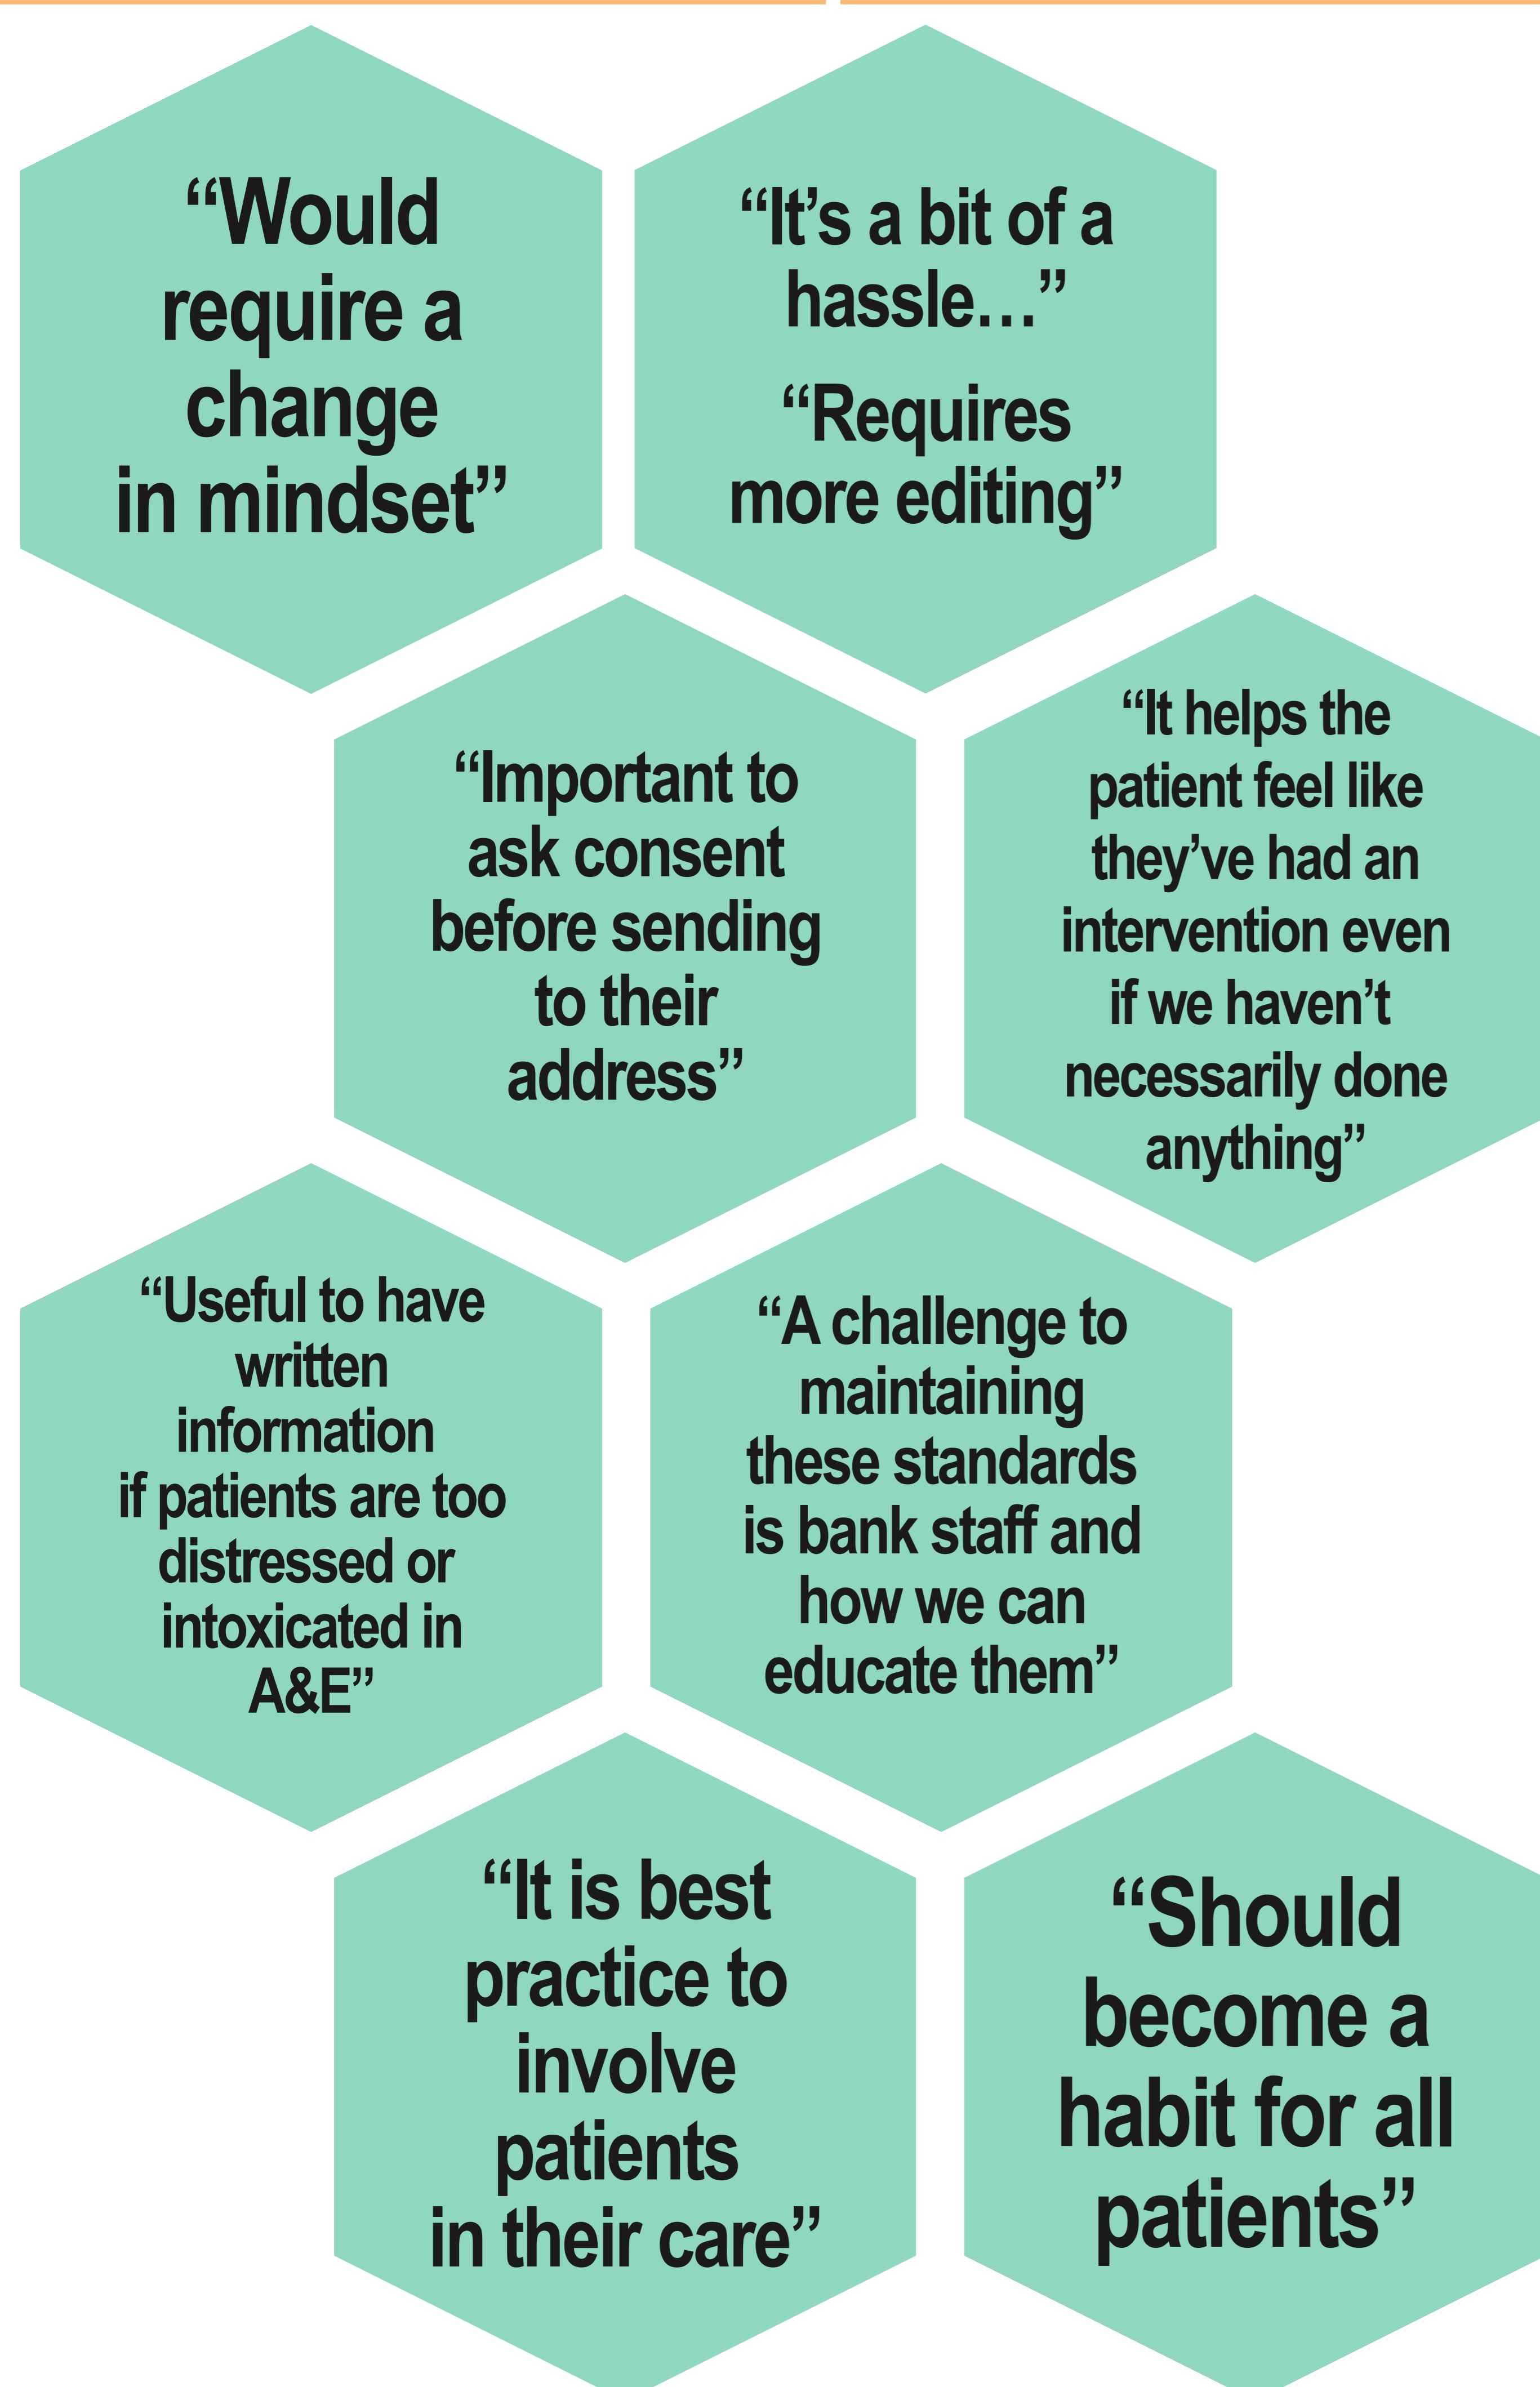 “Would
require a
change
in mindset”
“It’s a bit of a
hassle…”
“Requires
more editing”
“Important to
ask consent
before sending
to their
address”
“It helps the
patient feel like
they’ve had an
intervention even
if we haven’t
necessarily done
anything”
“Useful to have
written
information
if patients are too
distressed or
intoxicated in
A&E”
“A challenge to
maintaining
these standards
is bank staff and
how we can
educate them”
“It is best
practice to
involve
patients
in their care”
“Should
become a
habit for all
patients”